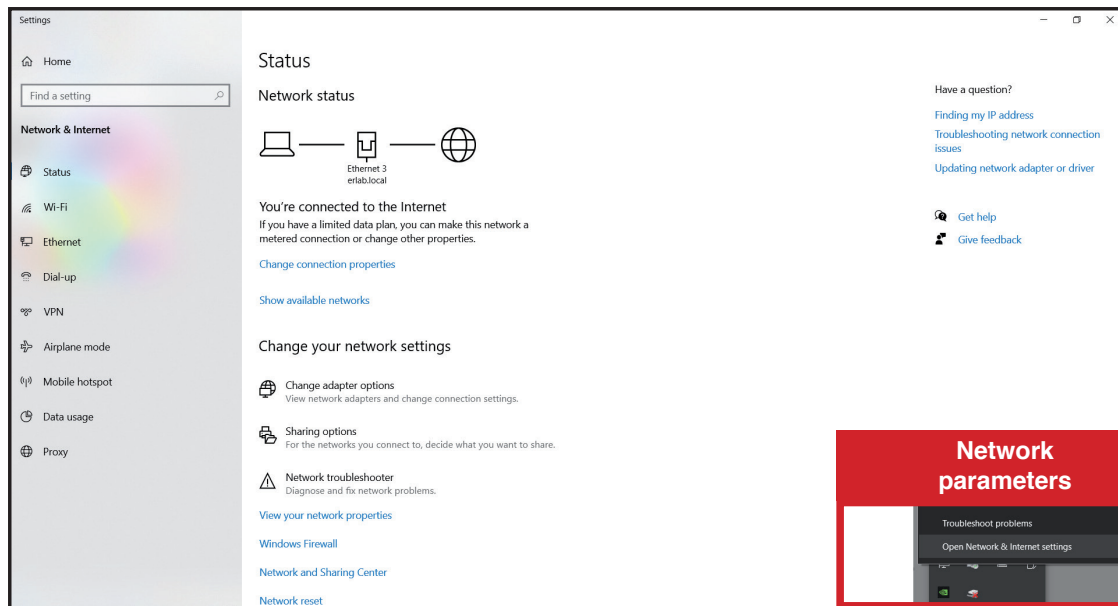 Settings
Home
Find a setting
Network & Internet
Status
Wi-Fi
Ethernet
Dial-up
VPN
Airplane mode
Mobile hotspot
Data usage
Proxy
Status
Network status
Ethernet 3
erlab.local
You're connected to the Internet
If you have a limited data plan, you can make this network a
metered connection or change other properties.
Change connection properties
Show available networks
Change your network settings
Change adapter options
View network adapters and change connection settings.
Sharing options
For the networks you connect to, decide what you want to share.
Network troubleshooter
Diagnose and fix network problems.
View your network properties
Windows Firewall
Network and Sharing Center
Network reset
Have a question?
Finding my IP address
Troubleshooting network connection
issues
Updating network adapter or driver
Get help
Give feedback
Network
parameters
Troubleshoot problems
Open Network & Internet settings